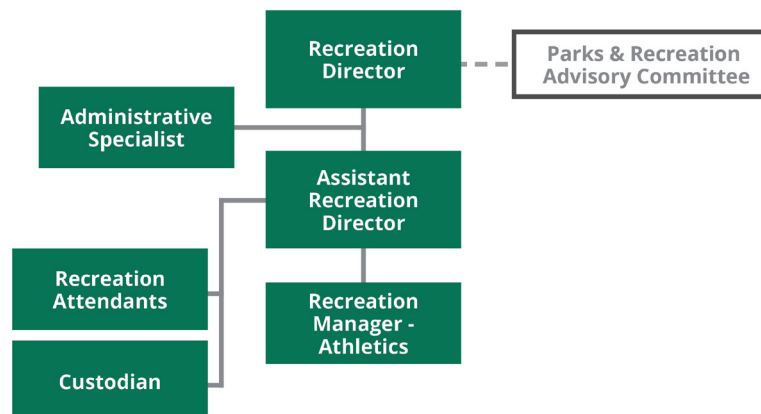 Recreation
Director
Parks & Recreation
Advisory Committee
Administrative
Specialist
Assistant
Recreation
Director
Recreation
Attendants
Recreation
Manager -
Athletics
Custodian